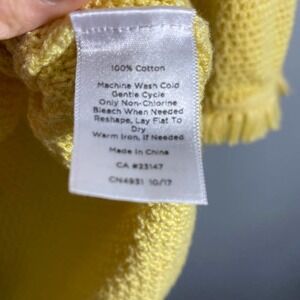 100% Cotton
Machine Wash Cold
Gentle Cycle
Only Non-Chlorine
Bleach When Needed
Reshape, Lay Flat To
Dry
Warm Iron, If Needed
Made In China
CA #23147
CN4931 10/17